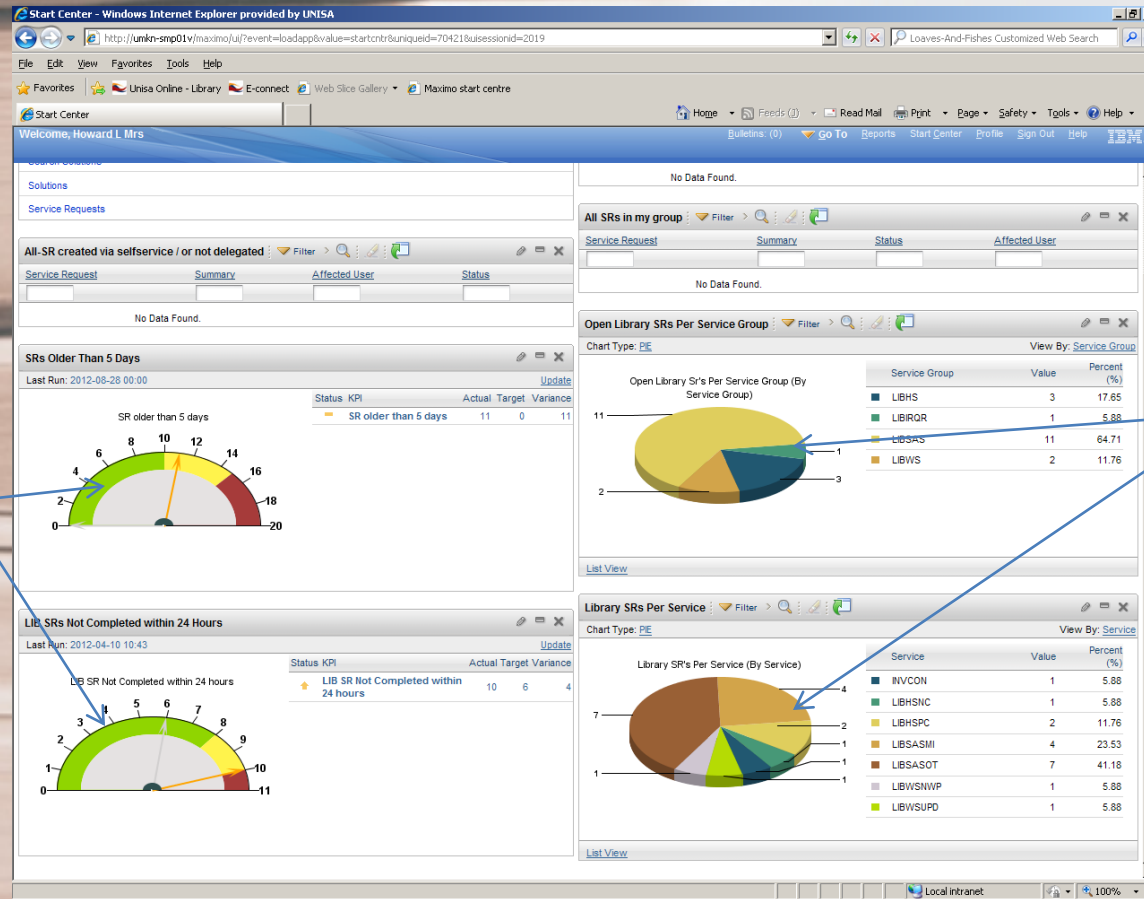 Start Center - Windows Internet Explorer provided by UNISA
http://umkn-smp01v/maximo/ui/?event=loadapp&value=startcntr&uniqueid=70421&uisessionid=2019
Loaves-And-Fishes Customized Web Search
File Edit View Favorites Tools Help
Favorites Unisa Online - Library E-connect Web Slice Gallery Maximo start centre
Start Center
Home Feeds (J) Read Mail Print Page Safety Tools Help
Welcome, Howard L Mrs
Bulletins: (0) Go To Reports Start Center Profile Sign Out Help IBM
Search Solutions
Solutions
Service Requests
All-SR created via selfservice / or not delegated Filter >
Service Request Summary Affected User Status
No Data Found.
SRs Older Than 5 Days
Last Run: 2012-08-28 00:00 Update
Status KPI Actual Target Variance
SR older than 5 days 11 0 11
SR older than 5 days
0 2 4 6 8 10 12 14 16 18 20
LIB SRs Not Completed within 24 Hours
Last Run: 2012-04-10 10:43 Update
Status KPI Actual Target Variance
LIB SR Not Completed within 24 hours 10 6 4
LIB SR Not Completed within 24 hours
0 1 2 3 4 5 6 7 8 9 10 11
No Data Found.
All SRs in my group Filter >
Service Request Summary Status Affected User
No Data Found.
Open Library SRs Per Service Group Filter >
Chart Type: PIE View By: Service Group
Open Library Sr's Per Service Group (By
Service Group)
11
1
3
2
Service Group Value Percent (%)
LIBHS 3 17.65
LIBIRQR 1 5.88
LIBSAS 11 64.71
LIBWS 2 11.76
List View
Library SRs Per Service Filter >
Chart Type: PIE View By: Service
Library SR's Per Service (By Service)
4
7
2
1
1
1
1
Service Value Percent (%)
INVCON 1 5.88
LIBHSNC 1 5.88
LIBHSPC 2 11.76
LIBSASMI 4 23.53
LIBSASOT 7 41.18
LIBWSNWP 1 5.88
LIBWSUPD 1 5.88
List View
Local intranet 100%